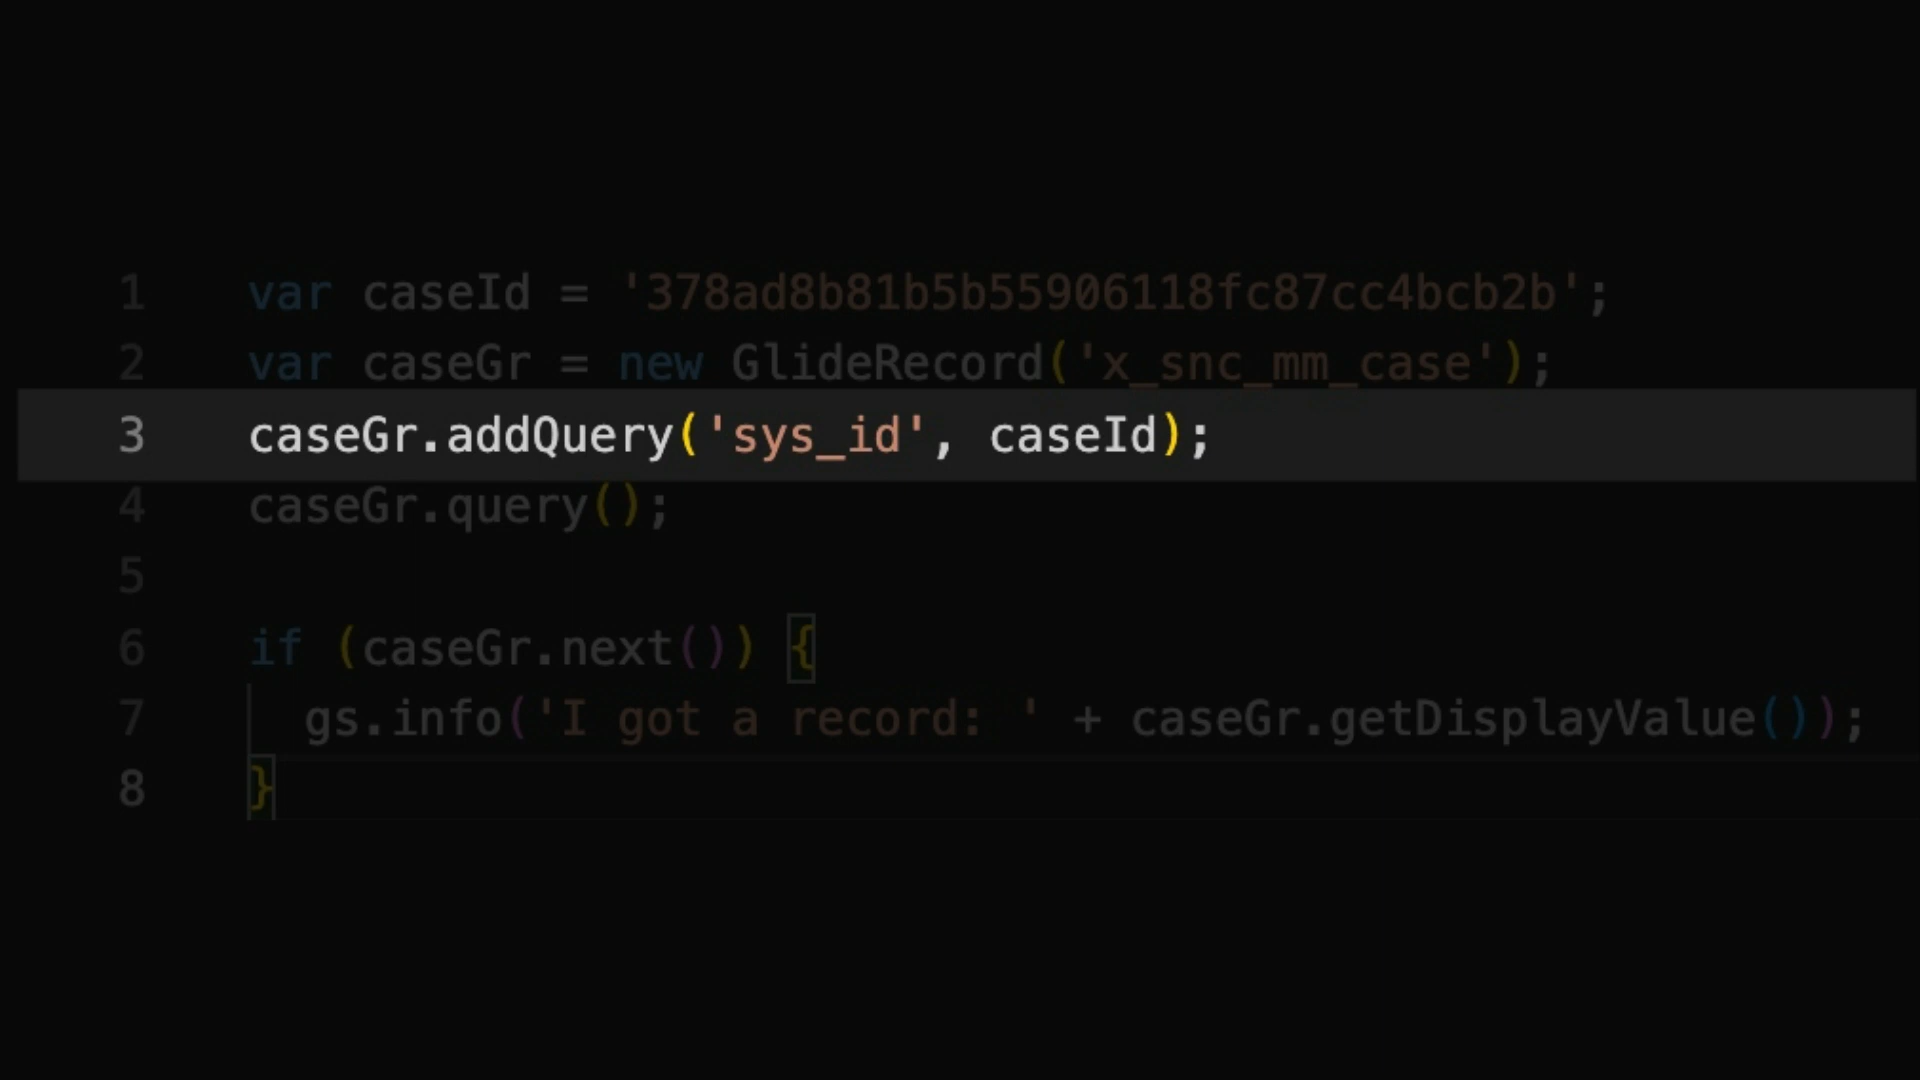 1 var caseId = '378ad8b81b5b55906118fc87cc4bcb2b';
2 var caseGr = new GlideRecord('x_snc_mm_case');
3 caseGr.addQuery('sys_id', caseId);
4 caseGr.query();
5
6 if (caseGr.next()) {
7 gs.info('I got a record: ' + caseGr.getDisplayValue());
8 }